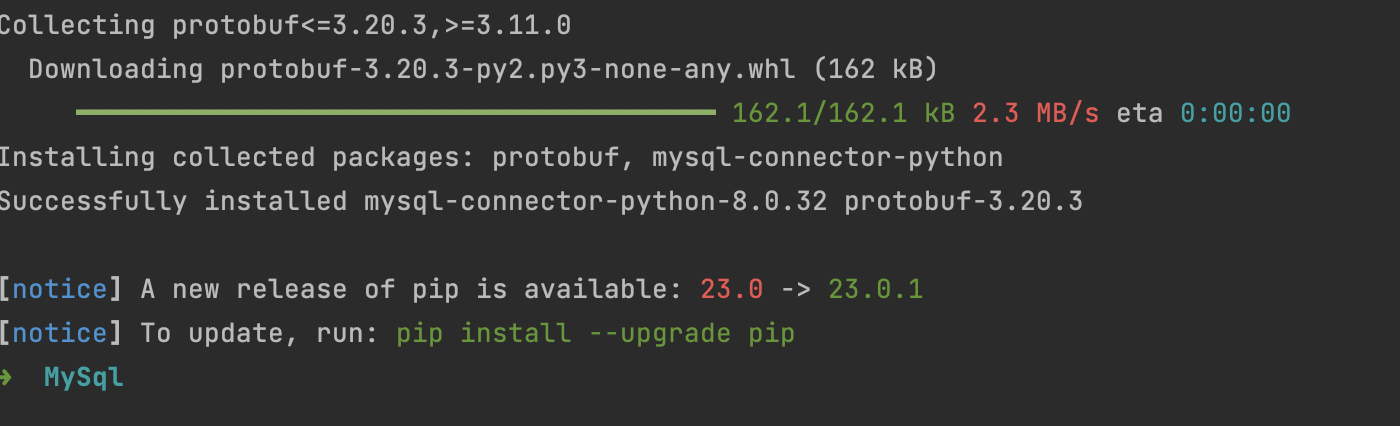 Collecting protobuf<=3.20.3,>=3.11.0
Downloading protobuf-3.20.3-py2.py3-none-any.whl (162 kB)
162.1/162.1 kB 2.3 MB/s eta 0:00:00
Installing collected packages: protobuf, mysql-connector-python
Successfully installed mysql-connector-python-8.0.32 protobuf-3.20.3
[notice] A new release of pip is available: 23.0 -> 23.0.1
[notice] To update, run: pip install --upgrade pip
➜ MySql